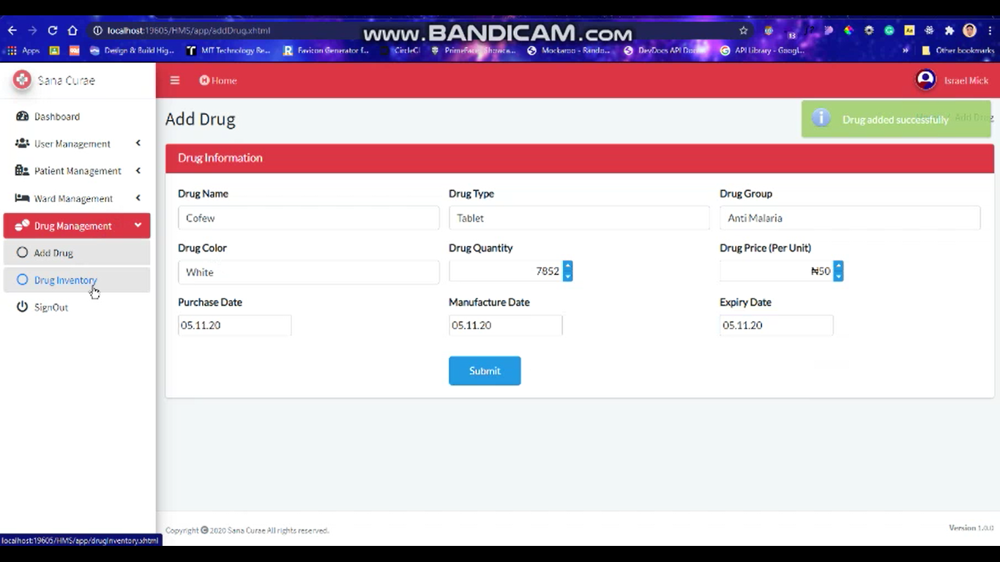 localhost:19605/HMS/app/addDrug.xhtml
www.BANDICAM.com
Apps
Design & Build Hig...
MIT Technology Re...
Favicon Generator f...
CircleCI
PrimeFaces Showca...
Mockaroo - Rando...
DevDocs API Docu...
API Library - Googl...
Other bookmarks
Sana Curae
Home
Israel Mick
Dashboard
User Management
Patient Management
Ward Management
Drug Management
Add Drug
Drug Inventory
SignOut
Add Drug
Drug added successfully
Drug Information
Drug Name
Drug Type
Drug Group
Cofew
Tablet
Anti Malaria
Drug Color
Drug Quantity
Drug Price (Per Unit)
White
7852
₦50
Purchase Date
Manufacture Date
Expiry Date
05.11.20
05.11.20
05.11.20
Submit
Copyright © 2020 Sana Curae All rights reserved.
Version 1.0.0
localhost:19605/HMS/app/drugInventory.xhtml